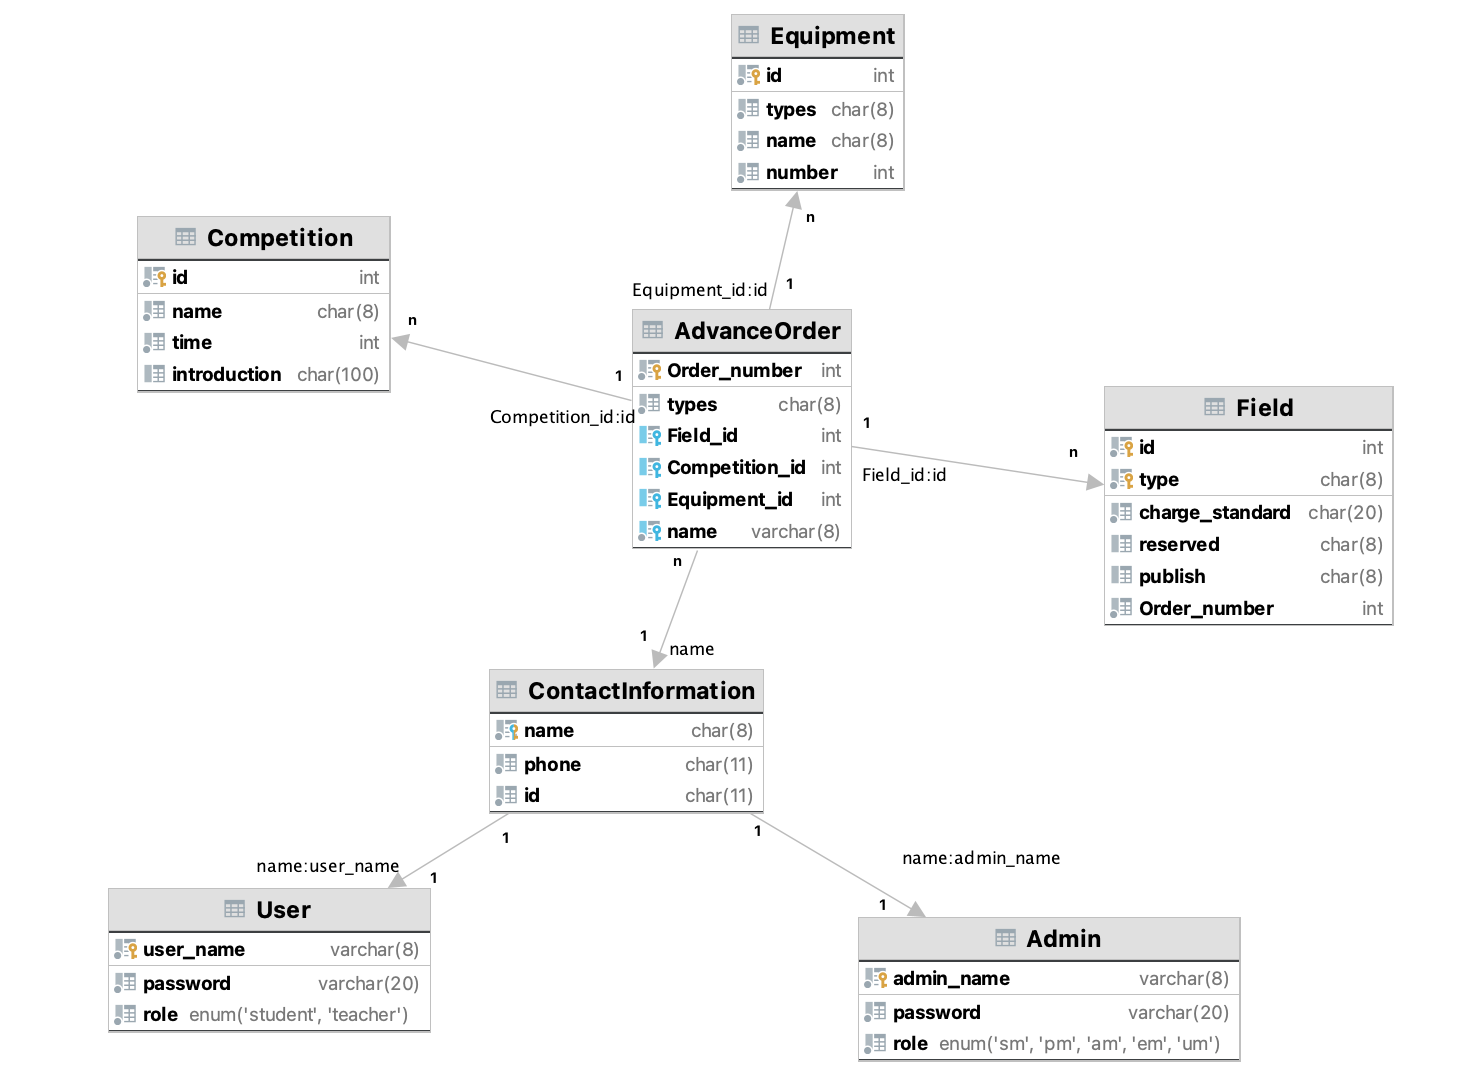 Equipment
id int
types char(8)
name char(8)
number int
n
1
Equipment_id:id
Competition
id int
name char(8)
time int
introduction char(100)
n
1
Competition_id:id
AdvanceOrder
Order_number int
types char(8)
Field_id int
Competition_id int
Equipment_id int
name varchar(8)
1
n
Field_id:id
Field
id int
type char(8)
charge_standard char(20)
reserved char(8)
publish char(8)
Order_number int
n
1
name
ContactInformation
name char(8)
phone char(11)
id char(11)
1
name:user_name
1
1
name:admin_name
1
User
user_name varchar(8)
password varchar(20)
role enum('student', 'teacher')
Admin
admin_name varchar(8)
password varchar(20)
role enum('sm', 'pm', 'am', 'em', 'um')